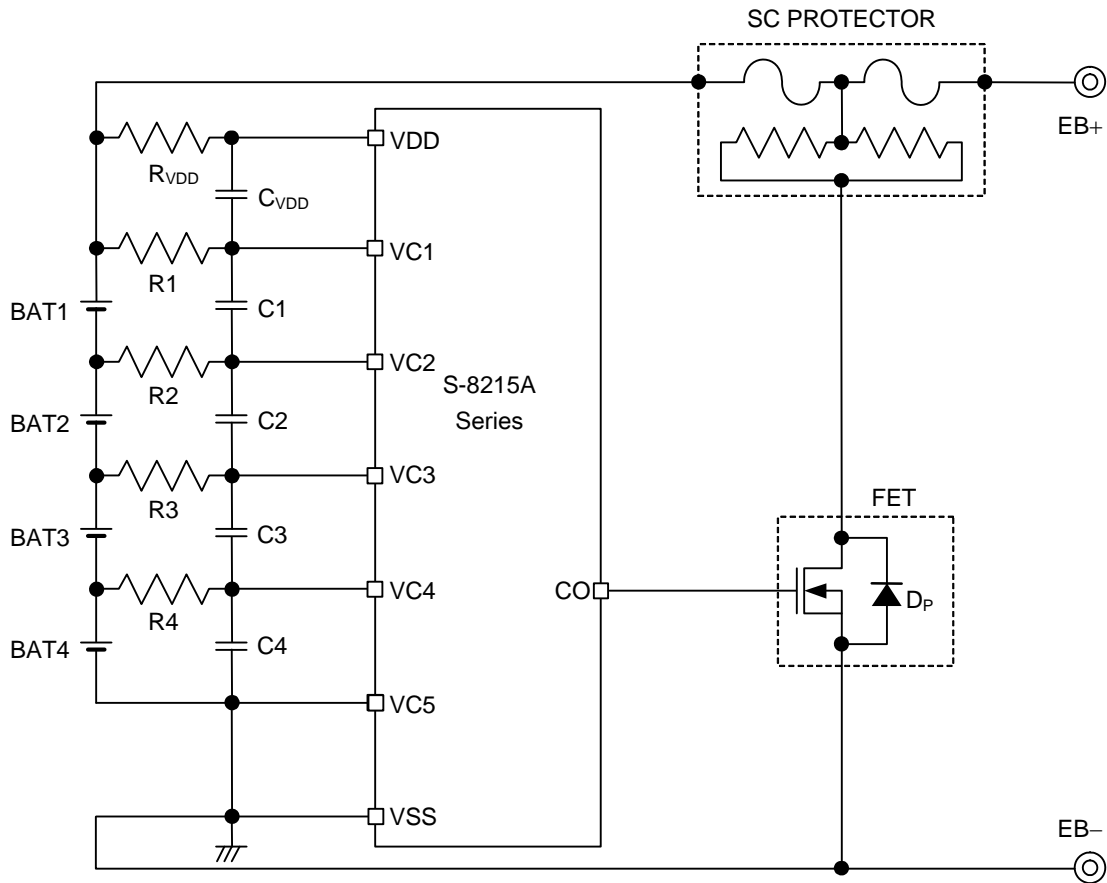 SC PROTECTOR
EB+
VDD
RVDD
CVDD
VC1
R1
BAT1
C1
VC2
R2
S-8215A
Series
BAT2
C2
VC3
R3
FET
BAT3
C3
VC4
CO
DP
R4
BAT4
C4
VC5
VSS
EB−